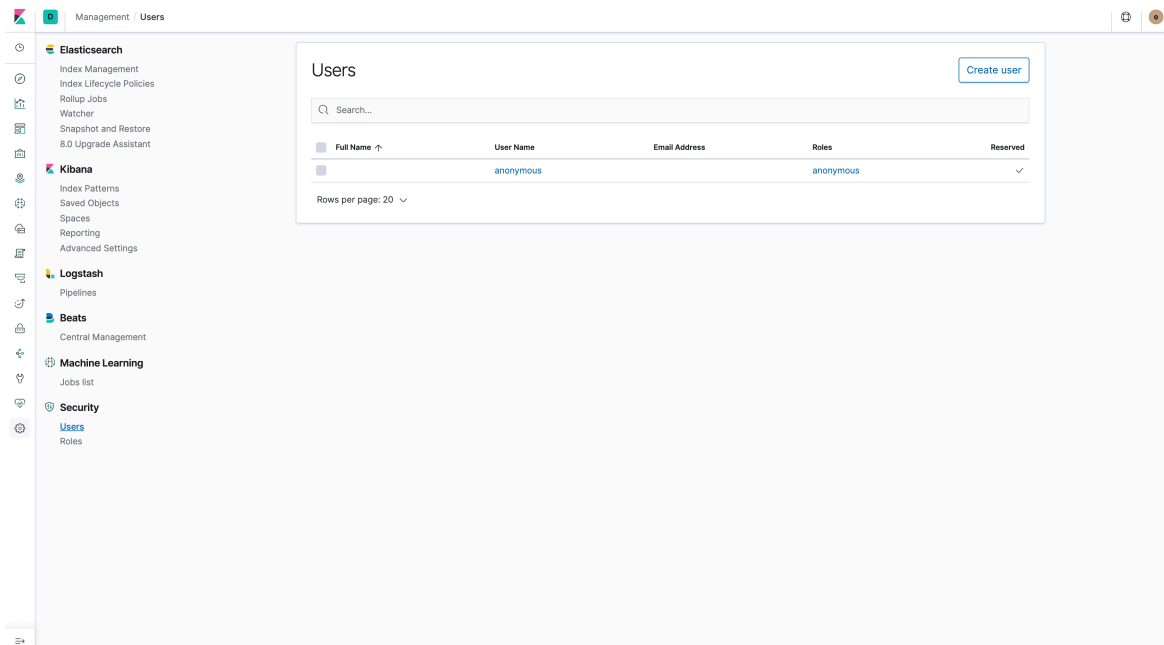 D
Management / Users
e
Elasticsearch
Index Management
Index Lifecycle Policies
Rollup Jobs
Watcher
Snapshot and Restore
8.0 Upgrade Assistant
Kibana
Index Patterns
Saved Objects
Spaces
Reporting
Advanced Settings
Logstash
Pipelines
Beats
Central Management
Machine Learning
Jobs list
Security
Users
Roles
Users
Create user
Search...
Full Name User Name Email Address Roles Reserved
anonymous anonymous
Rows per page: 20